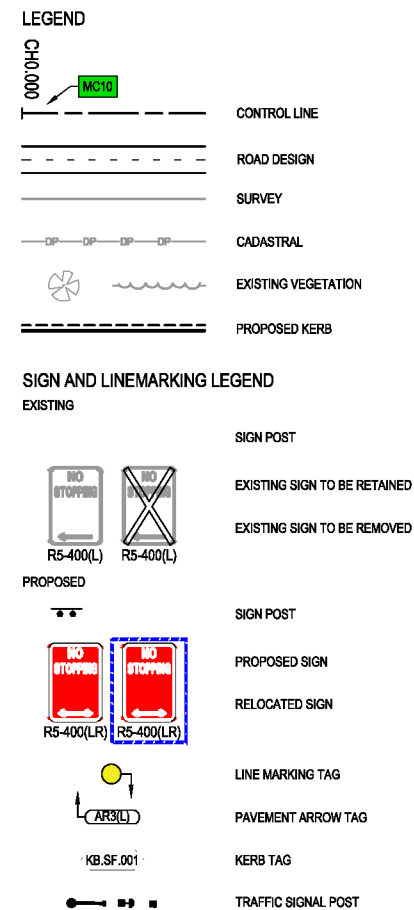 LEGEND
CH0.000
MC10
CONTROL LINE
ROAD DESIGN
SURVEY
DP DP DP DP
CADASTRAL
EXISTING VEGETATION
PROPOSED KERB
SIGN AND LINEMARKING LEGEND
EXISTING
SIGN POST
NO
STOPPING
NO
STOPPING
EXISTING SIGN TO BE RETAINED
EXISTING SIGN TO BE REMOVED
R5-400(L) R5-400(L)
PROPOSED
SIGN POST
NO
STOPPING
NO
STOPPING
PROPOSED SIGN
RELOCATED SIGN
R5-400(LR) R5-400(LR)
LINE MARKING TAG
AR3(L)
PAVEMENT ARROW TAG
KB.SF.001
KERB TAG
TRAFFIC SIGNAL POST